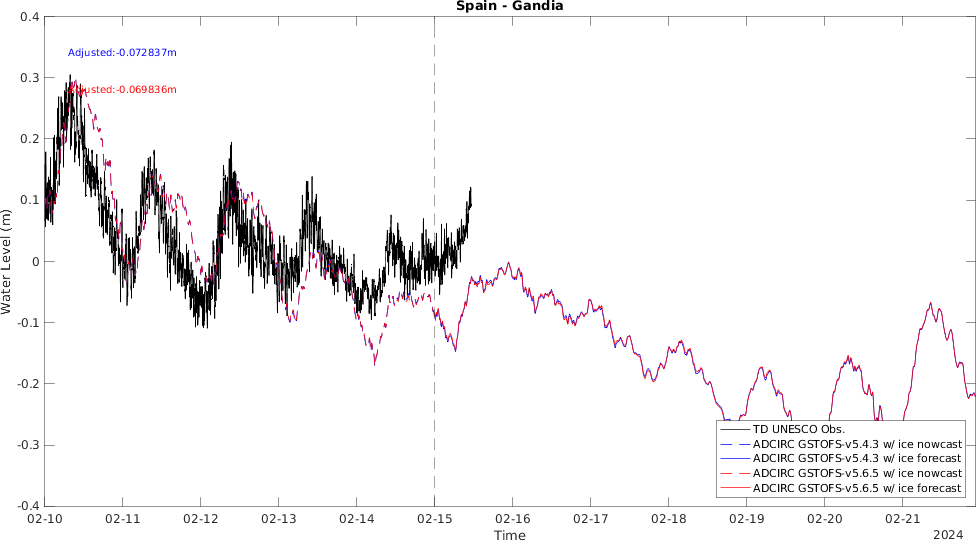 Spain - Gandia
0.4
0.3
0.2
0.1
0
-0.1
-0.2
-0.3
-0.4
Water Level (m)
Adjusted:-0.072837m
Adjusted:-0.069836m
TD UNESCO Obs.
ADCIRC GSTOFS-v5.4.3 w/ ice nowcast
ADCIRC GSTOFS-v5.4.3 w/ ice forecast
ADCIRC GSTOFS-v5.6.5 w/ ice nowcast
ADCIRC GSTOFS-v5.6.5 w/ ice forecast
02-10 02-11 02-12 02-13 02-14 02-15 02-16 02-17 02-18 02-19 02-20 02-21
Time
2024